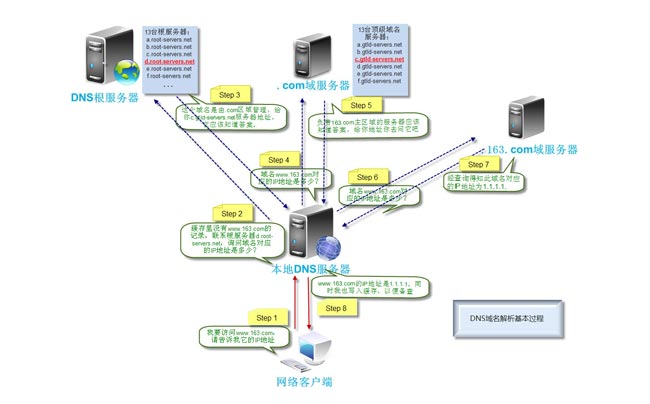 13台根服务器：
a.root-servers.net
b.root-servers.net
c.root-servers.net
d.root-servers.net
e.root-servers.net
f.root-servers.net
...
DNS根服务器
13台顶级域名
服务器：
a.gtld-servers.net
b.gtld-servers.net
c.gtld-servers.net
d.gtld-servers.net
e.gtld-servers.net
f.gtld-servers.net
.com域服务器
Step 3
这个域名是由.com区域管理，给
你c.gtld-servers.net服务器地址，
它应该知道答案。
Step 5
负责163.com主区域的服务器应该
知道答案，给你地址你去问它吧
163.com域服务器
Step 4
域名www.163.com对
应的IP地址是多少？
Step 6
域名www.163.com对
应的IP地址是多少？
Step 7
经查询得知此域名对应
的IP地址为1.1.1.1。
Step 2
缓存里没有www.163.com的
记录，联系根服务器d.root-
servers.net，询问域名对应
的IP地址是多少？
本地DNS服务器
www.163.com的IP地址是1.1.1.1，同
时我也写入缓存，以便备查
Step 1
Step 8
我要访问www.163.com，
请告诉我它的IP地址
网络客户端
DNS域名解析基本过程